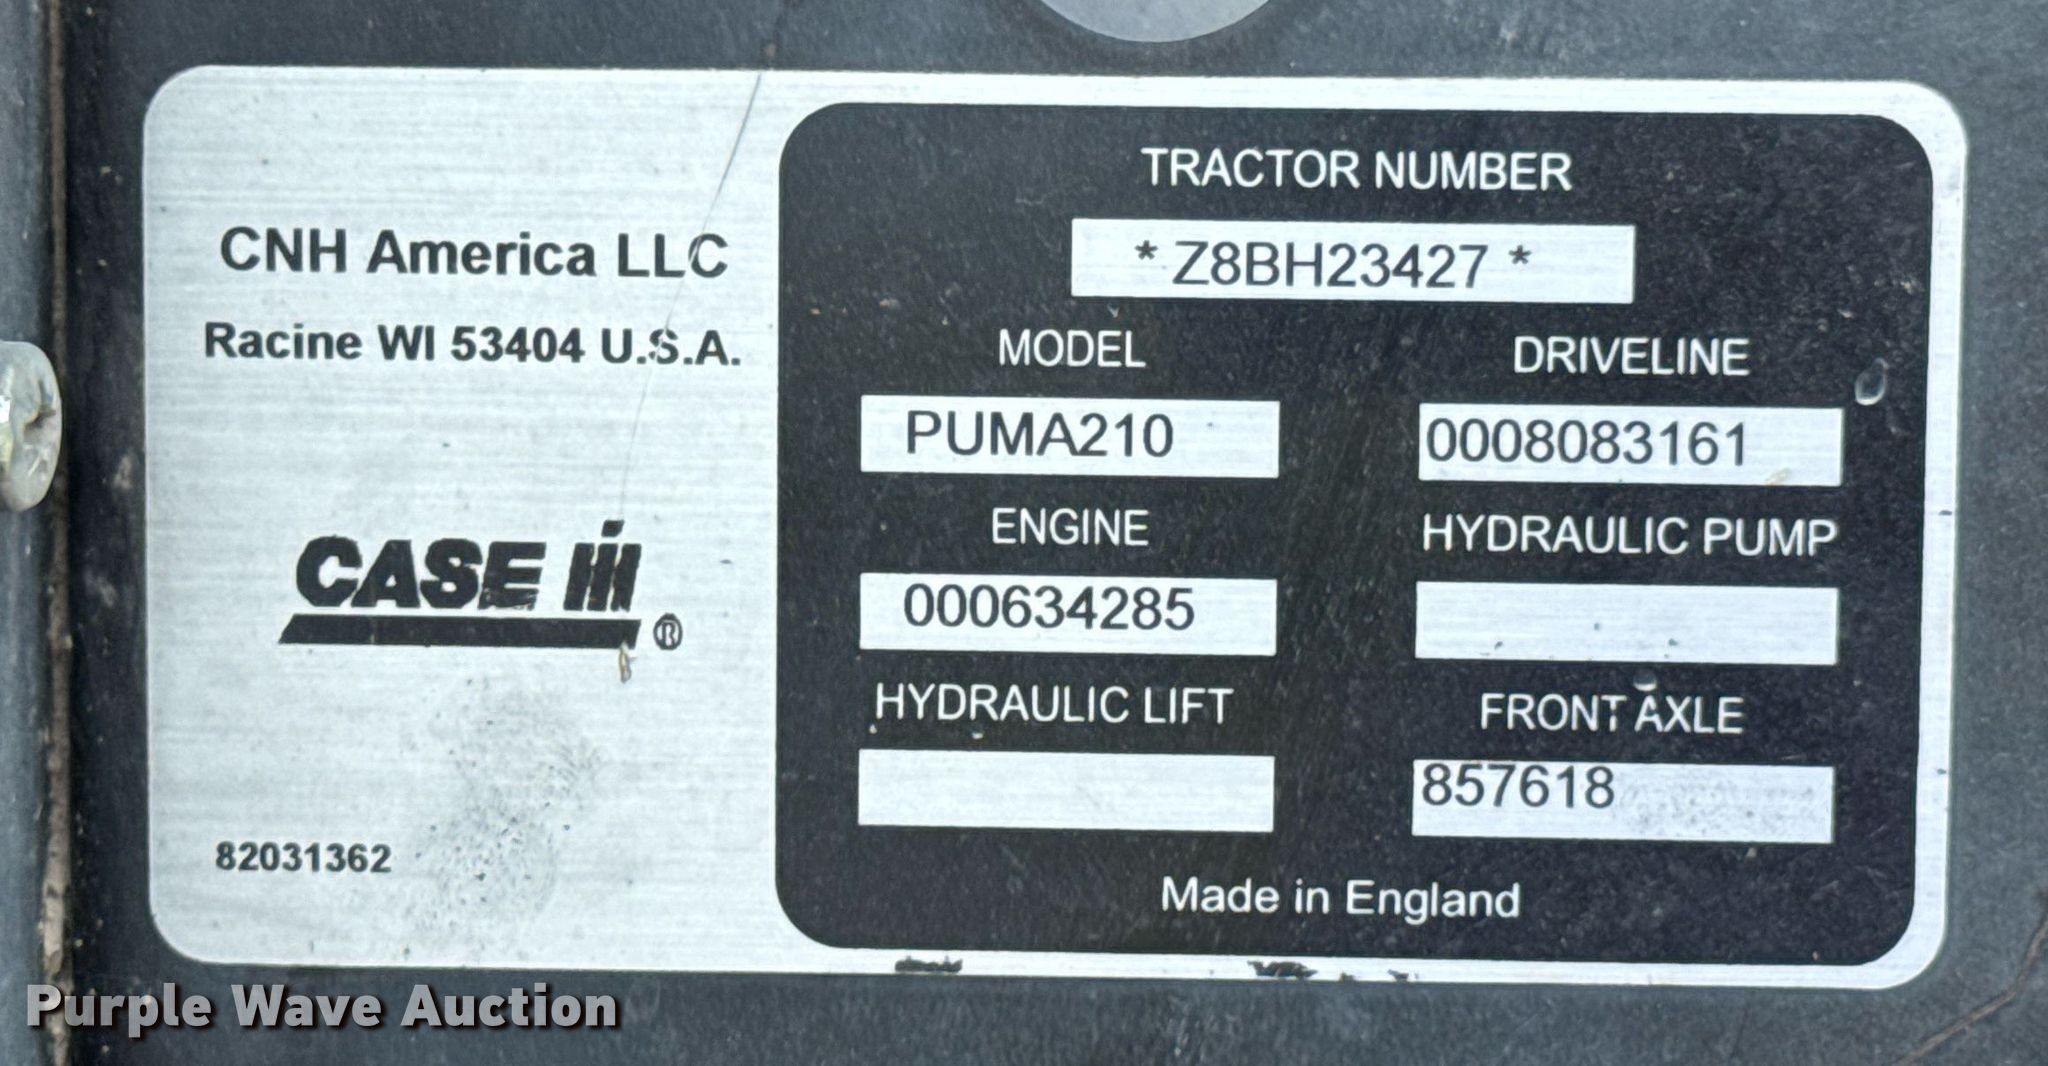 CNH America LLC
Racine WI 53404 U.S.A.
CASE III ®
82031362
TRACTOR NUMBER
* Z8BH23427 *
MODEL
PUMA210
DRIVELINE
0008083161
ENGINE
000634285
HYDRAULIC PUMP
HYDRAULIC LIFT
FRONT AXLE
857618
Made in England
Purple Wave Auction